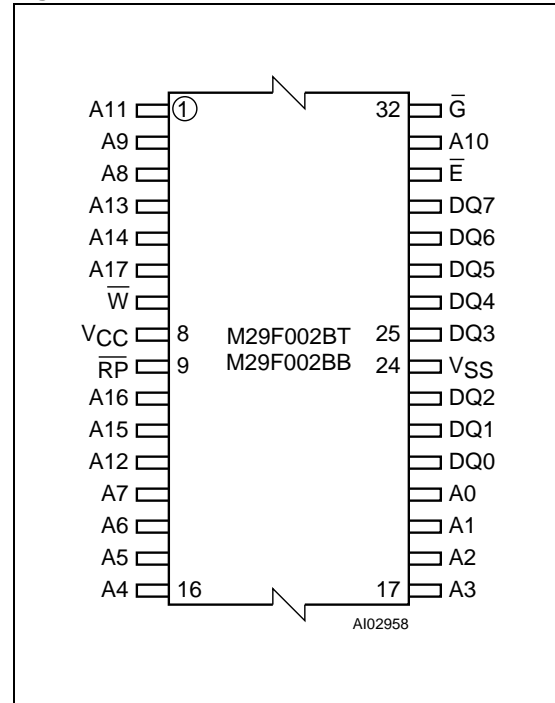 A11 ① 32 G̅
A9 A10
A8 E̅
A13 DQ7
A14 DQ6
A17 DQ5
W̅ DQ4
VCC 8 M29F002BT 25 DQ3
R̅P̅ 9 M29F002BB 24 VSS
A16 DQ2
A15 DQ1
A12 DQ0
A7 A0
A6 A1
A5 A2
A4 16 17 A3
AI02958